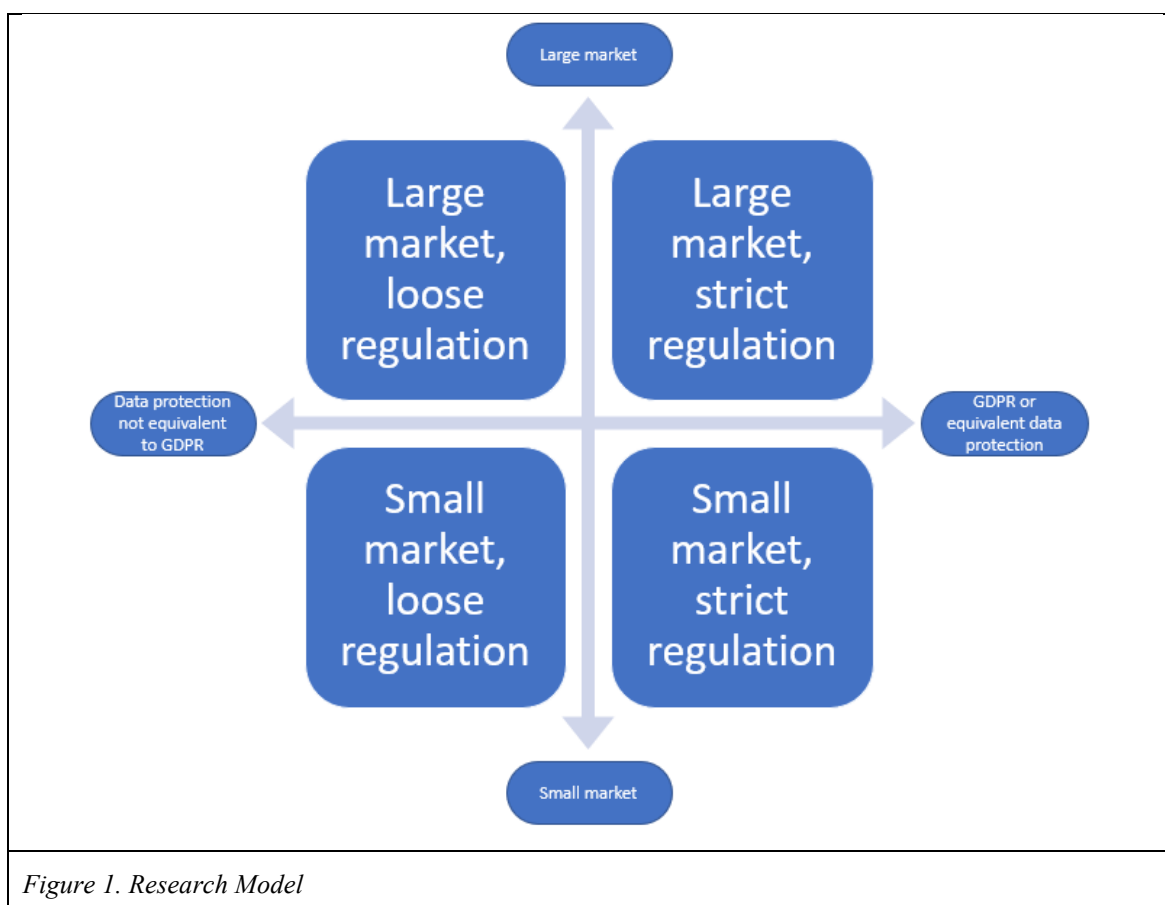 Large market
Large
market,
loose
regulation
Large
market,
strict
regulation
Data protection
not equivalent
to GDPR
GDPR or
equivalent data
protection
Small
market,
loose
regulation
Small
market,
strict
regulation
Small market
Figure 1. Research Model